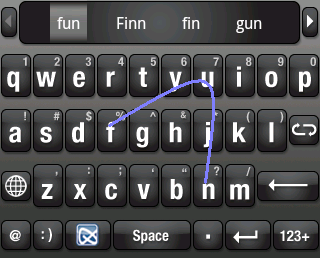 fun Finn fin gun
1 2 3 4 5 6 7 8 9 0
q w e r t y u i o p
! # $ % ^ & * ( )
a s d f g h j k l
- ' : ; " ?
z x c v b n m
@ :) Space . 123+